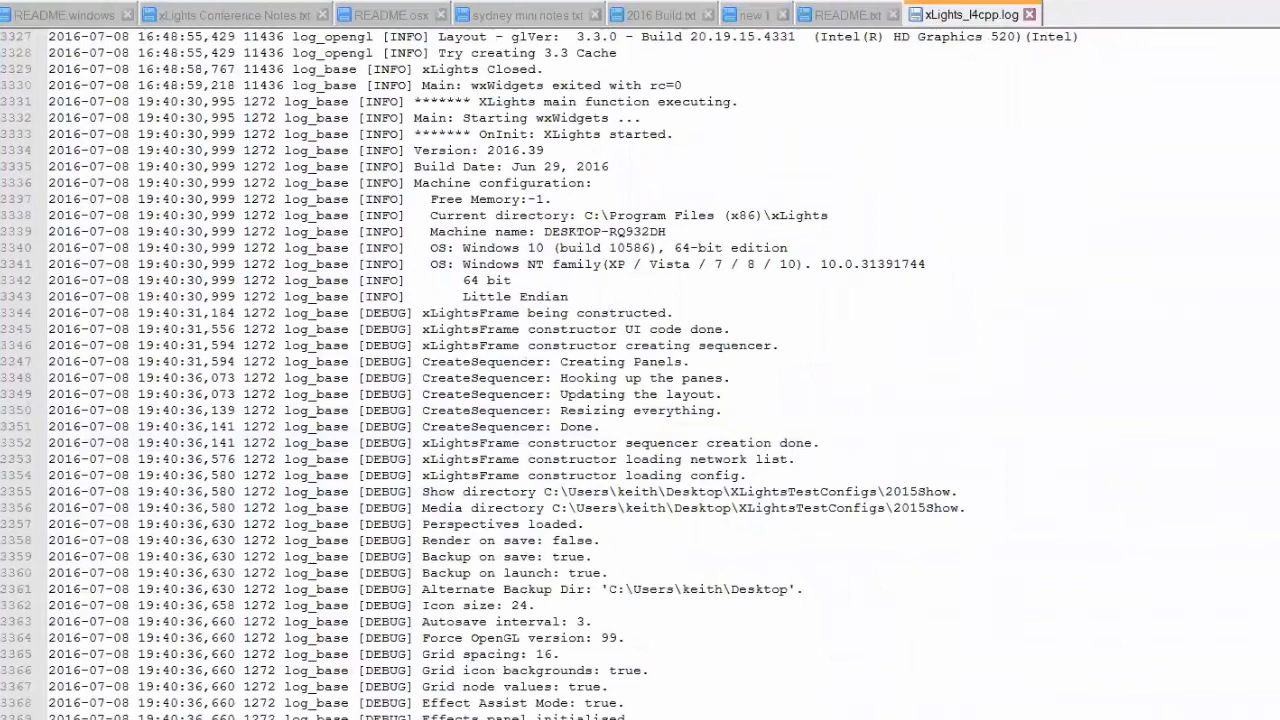 README.windows xLights Conference Notes.txt README.osx sydney mini notes txt 2016 Build.txt new 1 README.txt xLights_l4cpp.log
3327 2016-07-08 16:48:55,429 11436 log_opengl [INFO] Layout - glVer: 3.3.0 - Build 20.19.15.4331 (Intel(R) HD Graphics 520)(Intel)
3328 2016-07-08 16:48:55,429 11436 log_opengl [INFO] Try creating 3.3 Cache
3329 2016-07-08 16:48:58,767 11436 log_base [INFO] xLights Closed.
3330 2016-07-08 16:48:59,218 11436 log_base [INFO] Main: wxWidgets exited with rc=0
3331 2016-07-08 19:40:30,995 1272 log_base [INFO] ******* XLights main function executing.
3332 2016-07-08 19:40:30,995 1272 log_base [INFO] Main: Starting wxWidgets ...
3333 2016-07-08 19:40:30,999 1272 log_base [INFO] ******* OnInit: XLights started.
3334 2016-07-08 19:40:30,999 1272 log_base [INFO] Version: 2016.39
3335 2016-07-08 19:40:30,999 1272 log_base [INFO] Build Date: Jun 29, 2016
3336 2016-07-08 19:40:30,999 1272 log_base [INFO] Machine configuration:
3337 2016-07-08 19:40:30,999 1272 log_base [INFO] Free Memory:-1.
3338 2016-07-08 19:40:30,999 1272 log_base [INFO] Current directory: C:\Program Files (x86)\xLights
3339 2016-07-08 19:40:30,999 1272 log_base [INFO] Machine name: DESKTOP-RQ932DH
3340 2016-07-08 19:40:30,999 1272 log_base [INFO] OS: Windows 10 (build 10586), 64-bit edition
3341 2016-07-08 19:40:30,999 1272 log_base [INFO] OS: Windows NT family(XP / Vista / 7 / 8 / 10). 10.0.31391744
3342 2016-07-08 19:40:30,999 1272 log_base [INFO] 64 bit
3343 2016-07-08 19:40:30,999 1272 log_base [INFO] Little Endian
3344 2016-07-08 19:40:31,184 1272 log_base [DEBUG] xLightsFrame being constructed.
3345 2016-07-08 19:40:31,556 1272 log_base [DEBUG] xLightsFrame constructor UI code done.
3346 2016-07-08 19:40:31,594 1272 log_base [DEBUG] xLightsFrame constructor creating sequencer.
3347 2016-07-08 19:40:31,594 1272 log_base [DEBUG] CreateSequencer: Creating Panels.
3348 2016-07-08 19:40:36,073 1272 log_base [DEBUG] CreateSequencer: Hooking up the panes.
3349 2016-07-08 19:40:36,073 1272 log_base [DEBUG] CreateSequencer: Updating the layout.
3350 2016-07-08 19:40:36,139 1272 log_base [DEBUG] CreateSequencer: Resizing everything.
3351 2016-07-08 19:40:36,141 1272 log_base [DEBUG] CreateSequencer: Done.
3352 2016-07-08 19:40:36,141 1272 log_base [DEBUG] xLightsFrame constructor sequencer creation done.
3353 2016-07-08 19:40:36,576 1272 log_base [DEBUG] xLightsFrame constructor loading network list.
3354 2016-07-08 19:40:36,580 1272 log_base [DEBUG] xLightsFrame constructor loading config.
3355 2016-07-08 19:40:36,580 1272 log_base [DEBUG] Show directory C:\Users\keith\Desktop\XLightsTestConfigs\2015Show.
3356 2016-07-08 19:40:36,580 1272 log_base [DEBUG] Media directory C:\Users\keith\Desktop\XLightsTestConfigs\2015Show.
3357 2016-07-08 19:40:36,630 1272 log_base [DEBUG] Perspectives loaded.
3358 2016-07-08 19:40:36,630 1272 log_base [DEBUG] Render on save: false.
3359 2016-07-08 19:40:36,630 1272 log_base [DEBUG] Backup on save: true.
3360 2016-07-08 19:40:36,630 1272 log_base [DEBUG] Backup on launch: true.
3361 2016-07-08 19:40:36,630 1272 log_base [DEBUG] Alternate Backup Dir: 'C:\Users\keith\Desktop'.
3362 2016-07-08 19:40:36,658 1272 log_base [DEBUG] Icon size: 24.
3363 2016-07-08 19:40:36,660 1272 log_base [DEBUG] Autosave interval: 3.
3364 2016-07-08 19:40:36,660 1272 log_base [DEBUG] Force OpenGL version: 99.
3365 2016-07-08 19:40:36,660 1272 log_base [DEBUG] Grid spacing: 16.
3366 2016-07-08 19:40:36,660 1272 log_base [DEBUG] Grid icon backgrounds: true.
3367 2016-07-08 19:40:36,660 1272 log_base [DEBUG] Grid node values: true.
3368 2016-07-08 19:40:36,660 1272 log_base [DEBUG] Effect Assist Mode: true.
3369 2016-07-08 19:40:36,660 1272 log_base [DEBUG] Effects panel initialised.